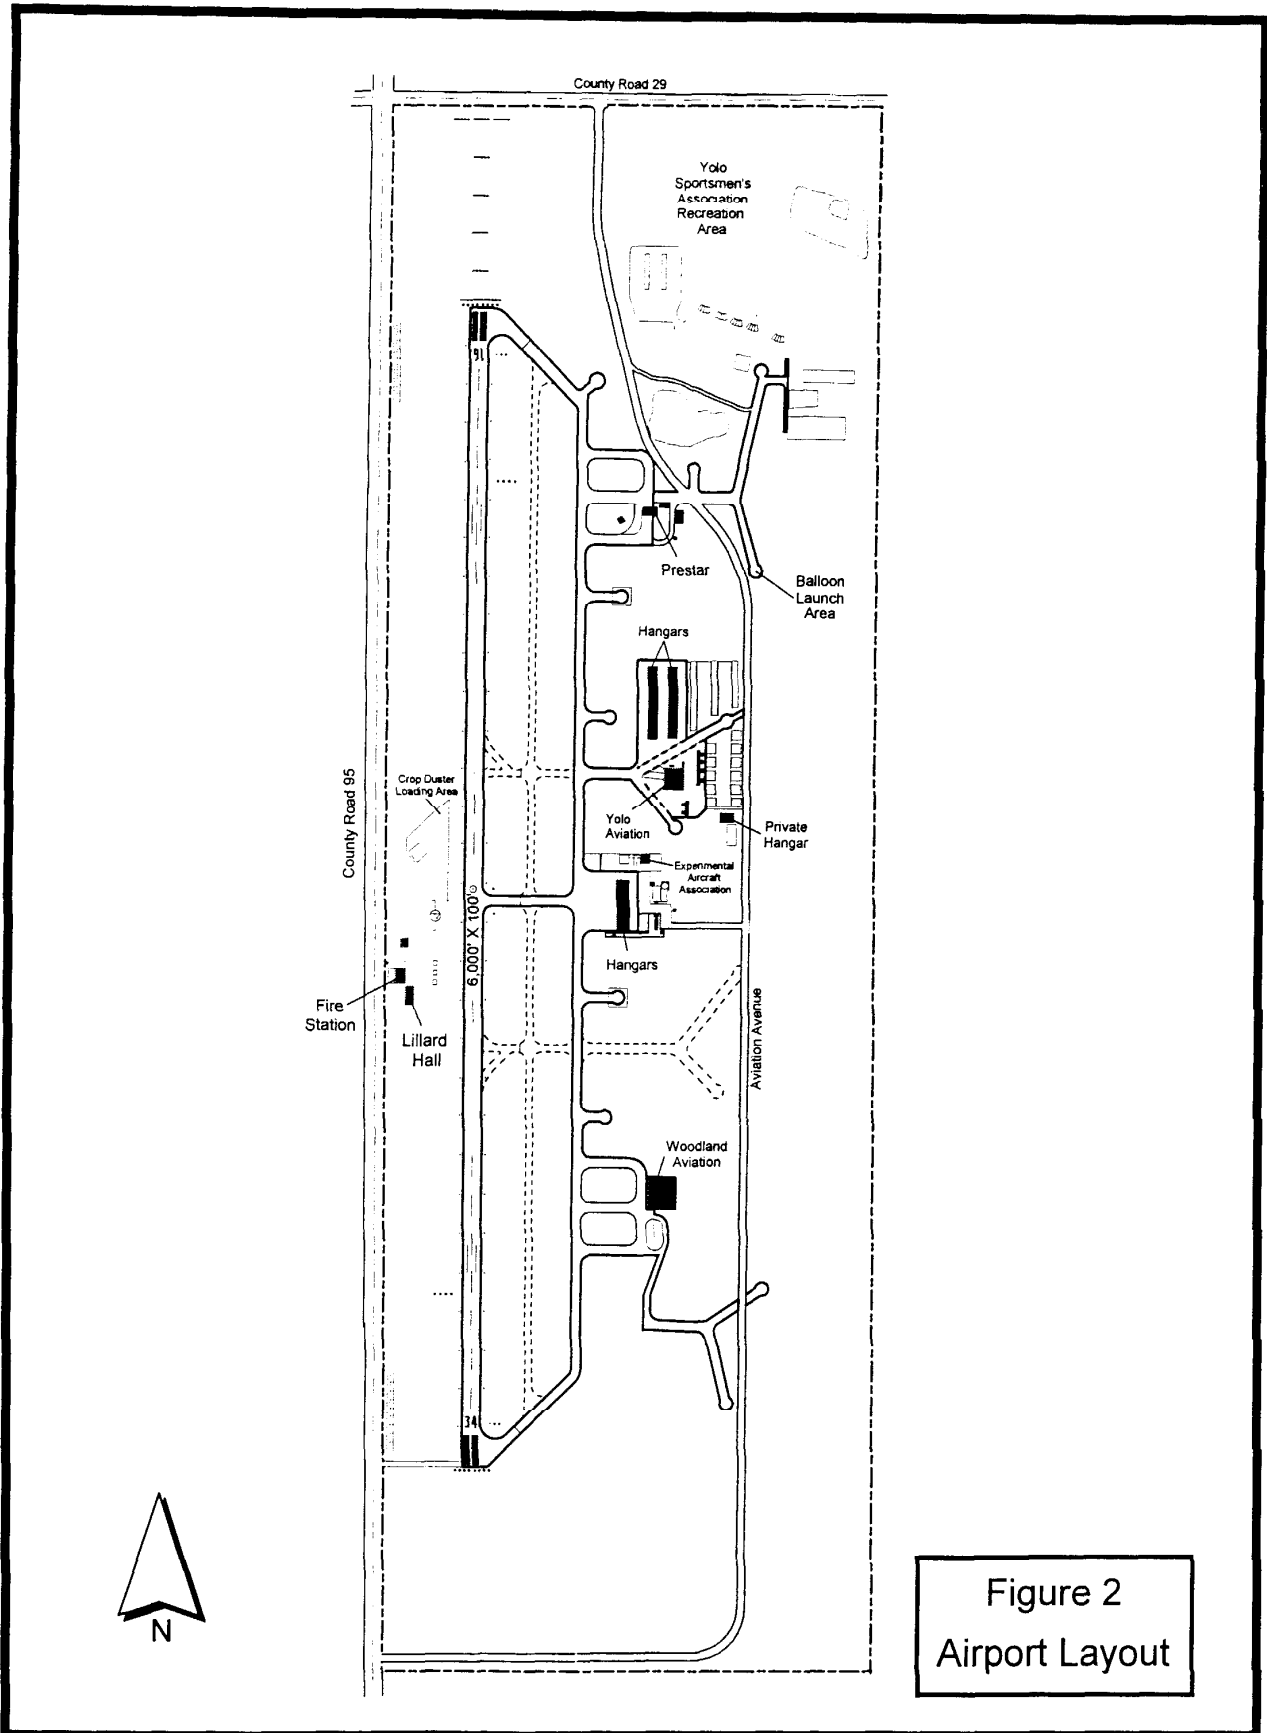 County Road 29
Yolo
Sportsmen's
Association
Recreation
Area
16
Prestar
Balloon
Launch
Area
Hangars
County Road 95
Crop Duster
Loading Area
Yolo
Aviation
Private
Hangar
Experimental
Aircraft
Association
6,000' X 100'
Hangars
Fire
Station
Lillard
Hall
Aviation Avenue
Woodland
Aviation
34
N
Figure 2
Airport Layout